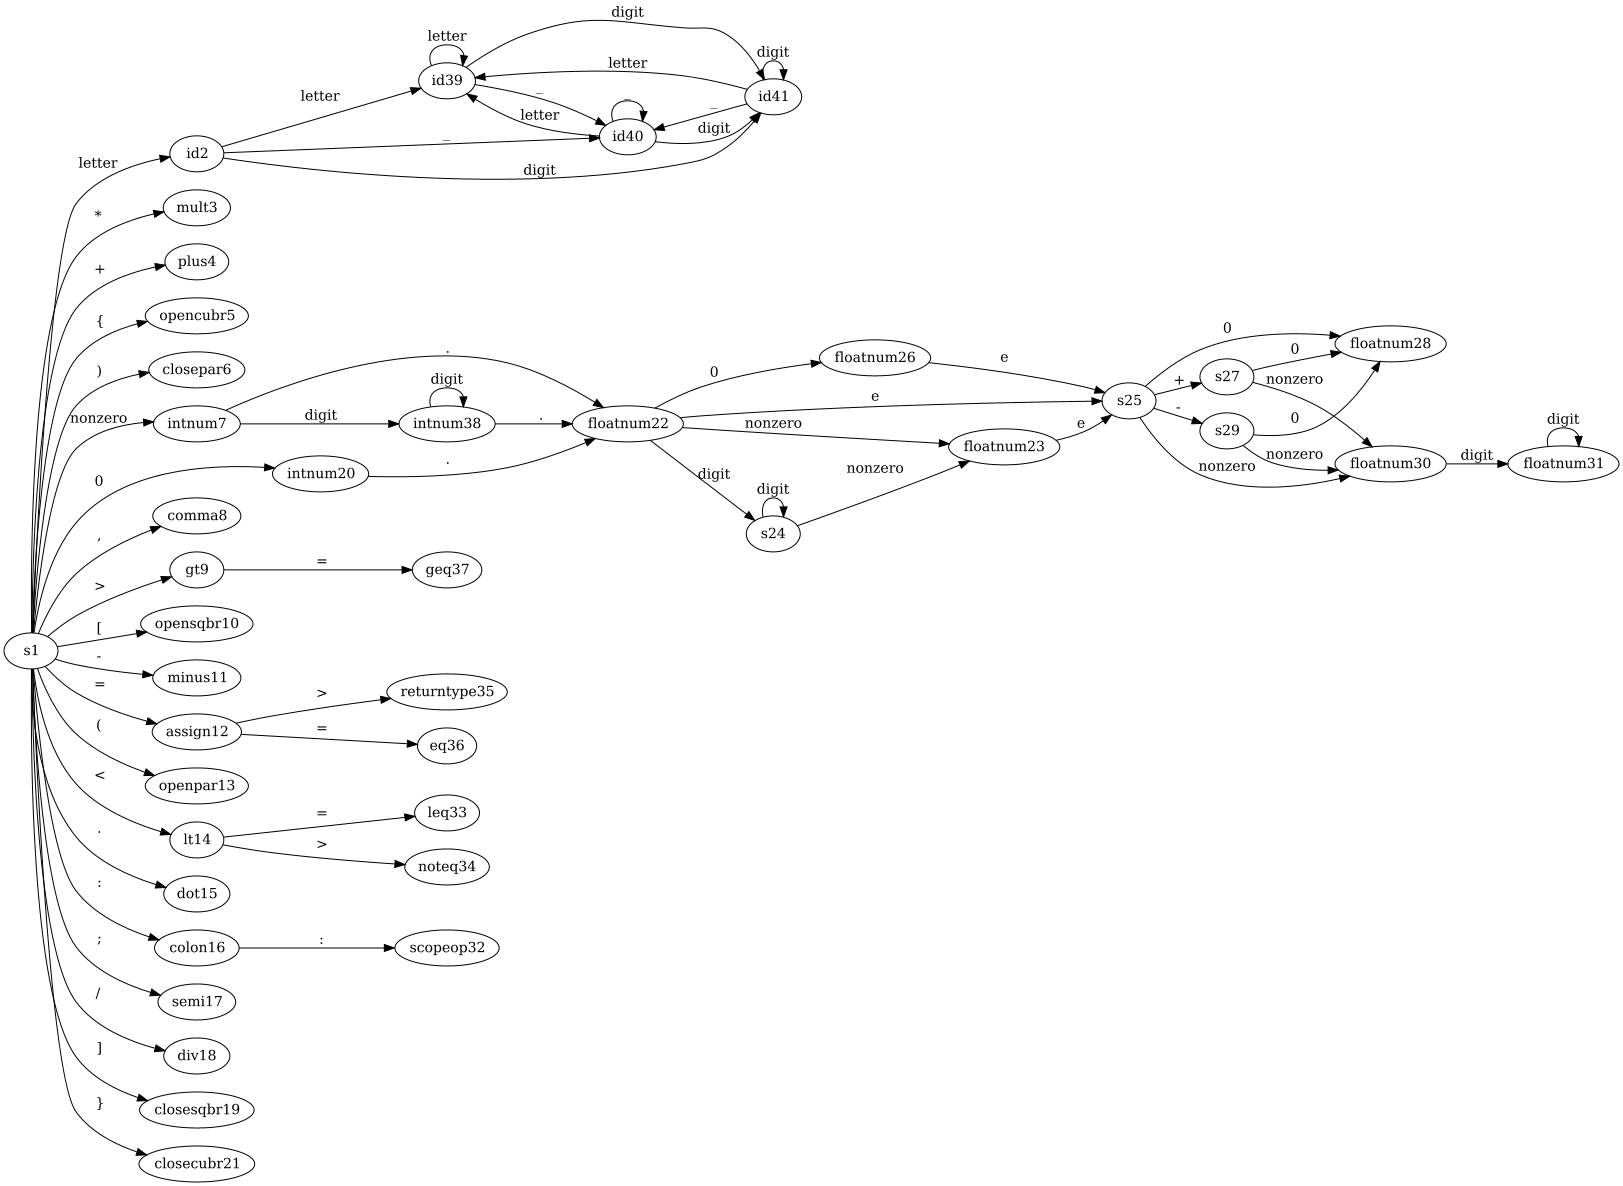 digit
letter
id39
digit
letter
id41
letter
_
_
_
letter
id40
digit
_
id2
letter
digit
*
mult3
+
plus4
{
opencubr5
0
floatnum28
)
closepar6
.
0
floatnum26
e
0
+
s27
nonzero
digit
e
s25
-
nonzero
intnum7
digit
intnum38
.
floatnum22
nonzero
e
0
s29
digit
floatnum23
nonzero
nonzero
floatnum30
digit
floatnum31
0
intnum20
.
digit
nonzero
digit
s24
,
comma8
>
gt9
=
geq37
[
opensqbr10
s1
-
minus11
=
assign12
>
returntype35
=
eq36
(
openpar13
<
lt14
=
leq33
>
noteq34
.
dot15
:
colon16
:
scopeop32
;
semi17
/
div18
]
closesqbr19
}
closecubr21